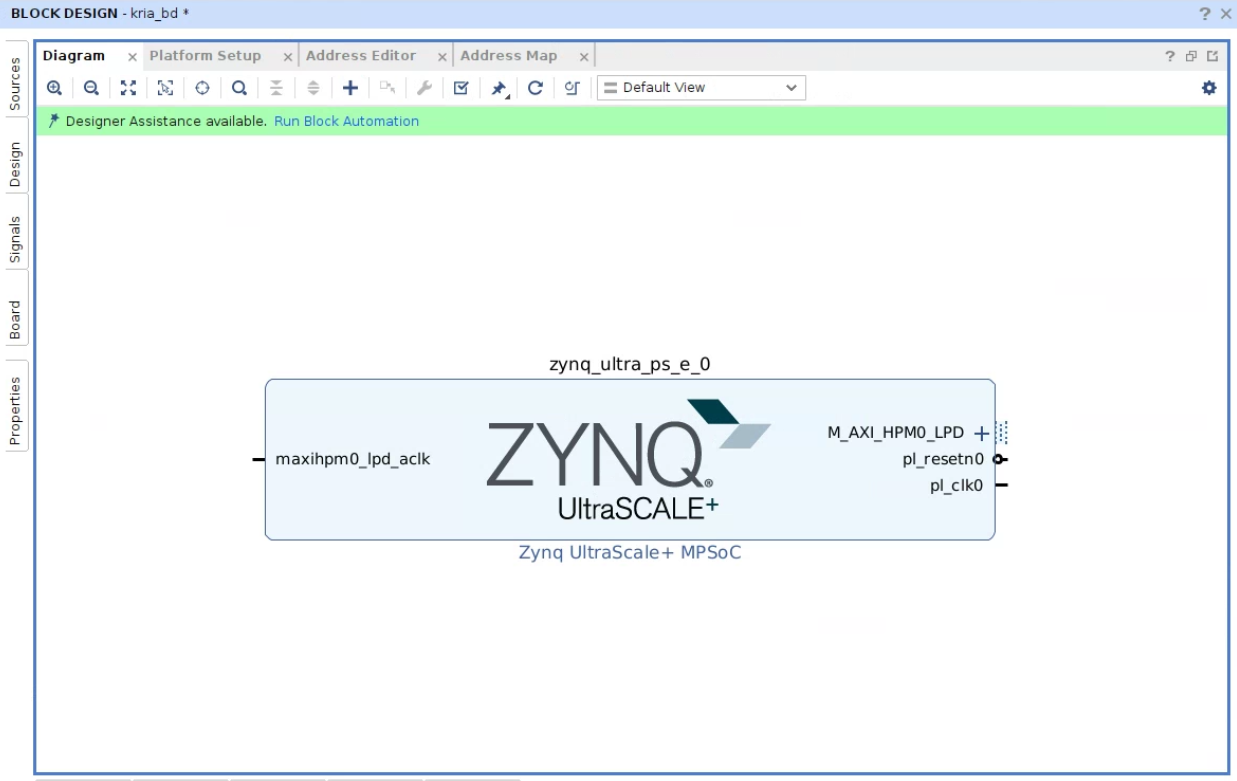 BLOCK DESIGN - kria_bd *
? ×
Sources
Design
Signals
Board
Properties
Diagram × Platform Setup × Address Editor × Address Map ×
?
Default View
Designer Assistance available. Run Block Automation
zynq_ultra_ps_e_0
maxihpm0_lpd_aclk
ZYNQ®
UltraSCALE+
M_AXI_HPM0_LPD
pl_resetn0
pl_clk0
Zynq UltraScale+ MPSoC